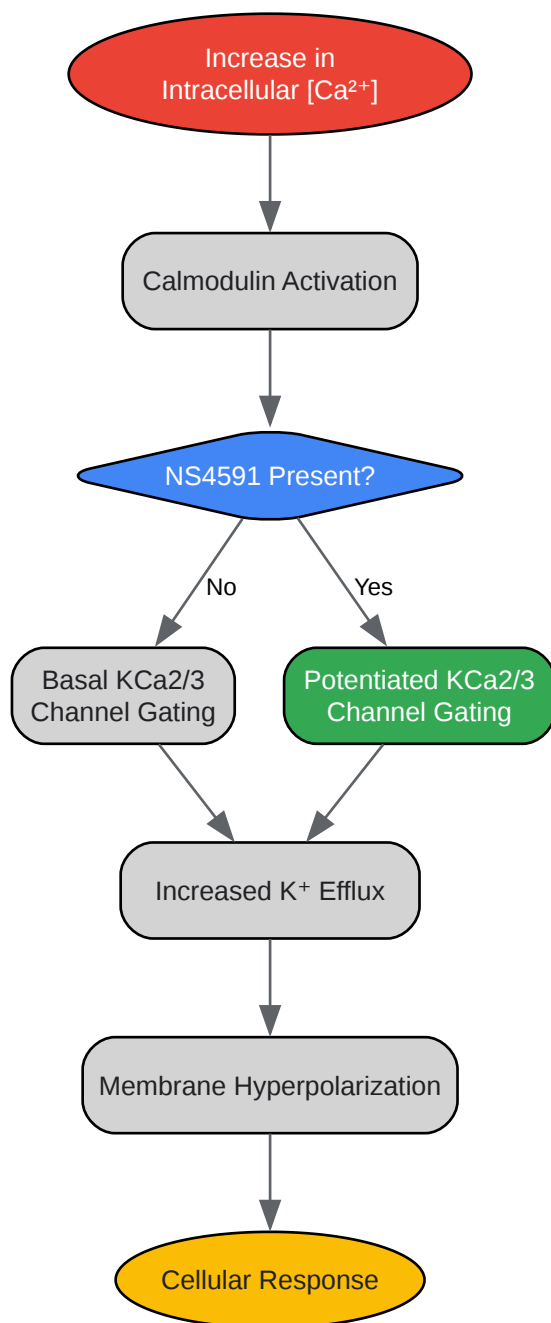 Increase in
Intracellular [Ca²⁺]
Calmodulin Activation
NS4591 Present?
No
Yes
Basal KCa2/3
Channel Gating
Potentiated KCa2/3
Channel Gating
Increased K⁺ Efflux
Membrane Hyperpolarization
Cellular Response